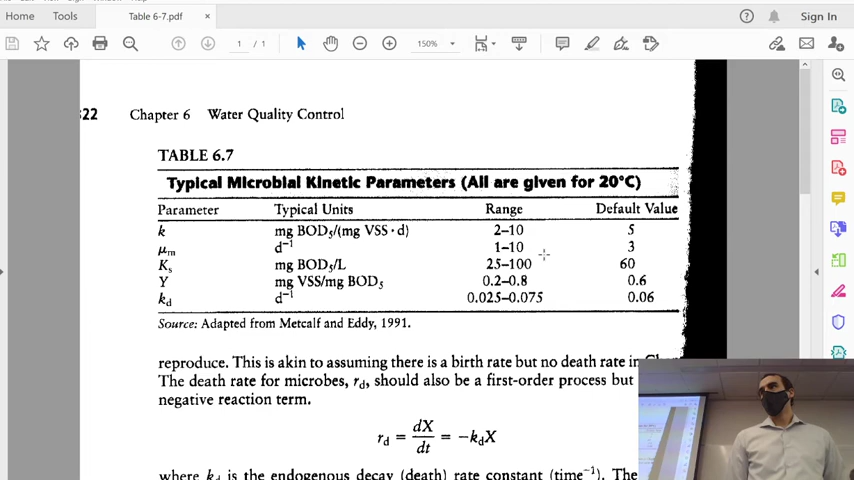 Home Tools Table 6-7.pdf × Sign In
1 / 1 150%
:22 Chapter 6 Water Quality Control
TABLE 6.7
Typical Microbial Kinetic Parameters (All are given for 20°C)
Parameter Typical Units Range Default Value
k mg BOD₅/(mg VSS · d) 2–10 5
μm d⁻¹ 1–10 3
Kₛ mg BOD₅/L 25–100 60
Y mg VSS/mg BOD₅ 0.2–0.8 0.6
kd d⁻¹ 0.025–0.075 0.06
Source: Adapted from Metcalf and Eddy, 1991.
reproduce. This is akin to assuming there is a birth rate but no death rate in
The death rate for microbes, rd, should also be a first-order process but
negative reaction term.
rd = dX/dt = −kdX
where kd is the endogenous decay (death) rate constant (time⁻¹). The